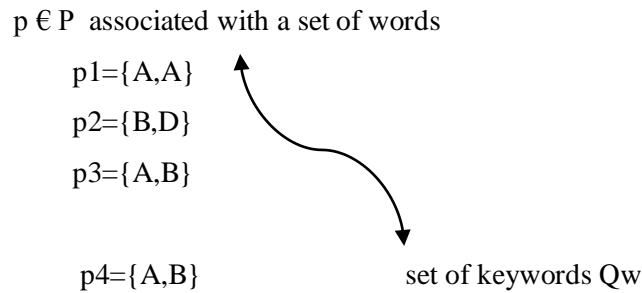 p € P associated with a set of words
p1={A,A}
p2={B,D}
p3={A,B}
p4={A,B} set of keywords Qw